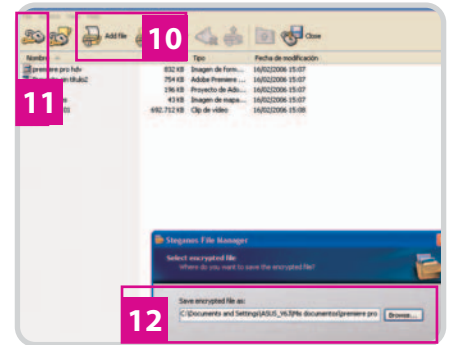 Add file
10
Close
Nombre Tipo Fecha de modificación
premiere pro hdv 832 KB Imagen de form... 16/02/2006 15:07
titulo2 754 KB Adobe Premiere ... 16/02/2006 15:07
11
196 KB Proyecto de Ado... 16/02/2006 15:07
43 KB Imagen de mapa... 16/02/2006 15:07
692.712 KB Clip de vídeo 16/02/2006 15:08
Steganos File Manager
Select encrypted file
Where do you want to save the encrypted file?
12
Save encrypted file as:
C:\Documents and Settings\ASUS_V6J\Mis documentos\premiere pro
Browse...